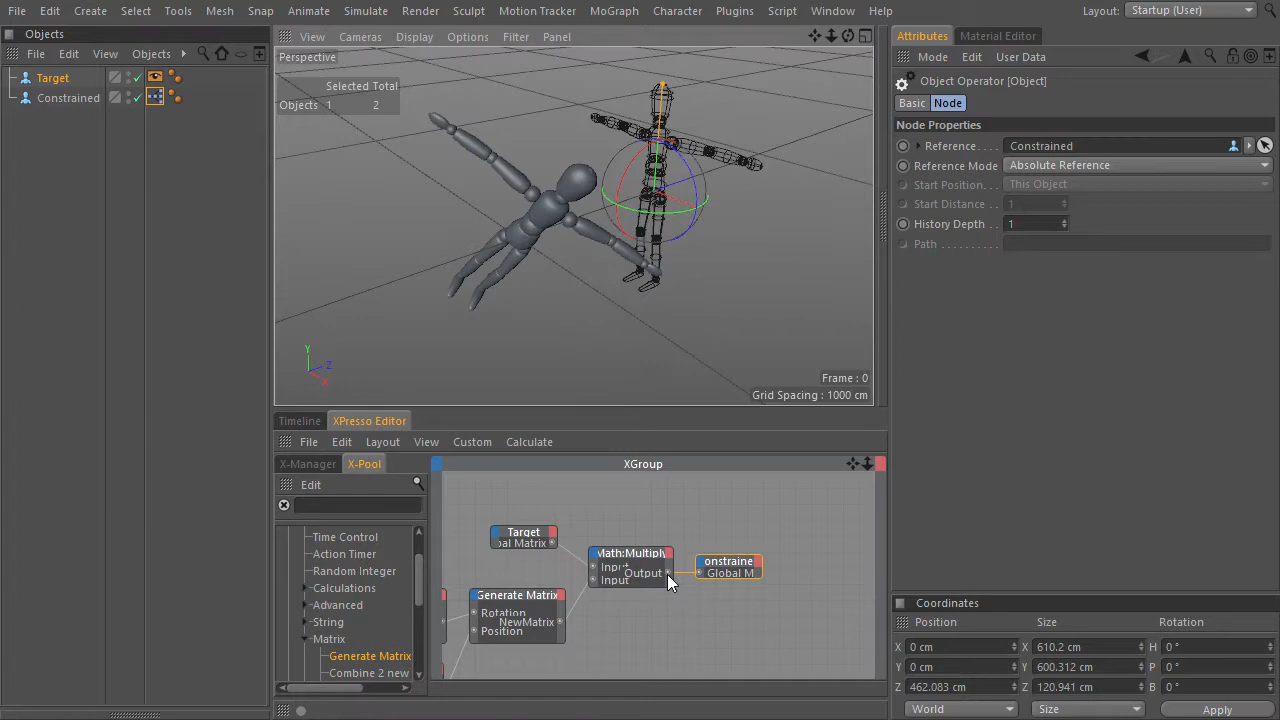 File Edit Create Select Tools Mesh Snap Animate Simulate Render Sculpt Motion Tracker MoGraph Character Plugins Script Window Help Layout: Startup (User)
Objects
File Edit View Objects
Target
Constrained
View Cameras Display Options Filter Panel
Perspective
Selected Total
Objects 1 2
Y
Z
X
Frame : 0
Grid Spacing : 1000 cm
Timeline XPresso Editor
File Edit Layout View Custom Calculate
X-Manager X-Pool
Edit
Time Control
Action Timer
Random Integer
Calculations
Advanced
String
Matrix
Generate Matrix
Combine 2 new
XGroup
Target
bal Matrix
Math:Multiply
Input
Output
Input
onstraine
Global M
Generate Matrix
Rotation
NewMatrix
Position
Attributes Material Editor
Mode Edit User Data
Object Operator [Object]
Basic Node
Node Properties
Reference Constrained
Reference Mode Absolute Reference
Start Position. . . This Object
Start Distance . . 1
History Depth . . 1
Path
Coordinates
Position Size Rotation
X 0 cm X 610.2 cm H 0 °
Y 0 cm Y 600.312 cm P 0 °
Z 462.083 cm Z 120.941 cm B 0 °
World Size Apply